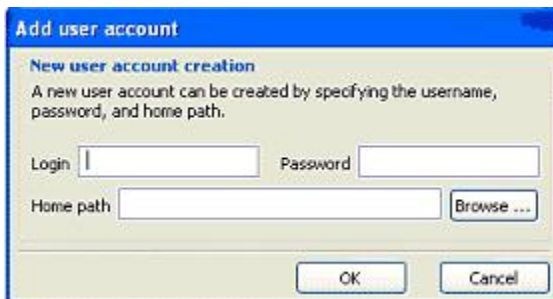 Add user account
New user account creation
A new user account can be created by specifying the username,
password, and home path.
Login Password
Home path Browse ...
OK Cancel